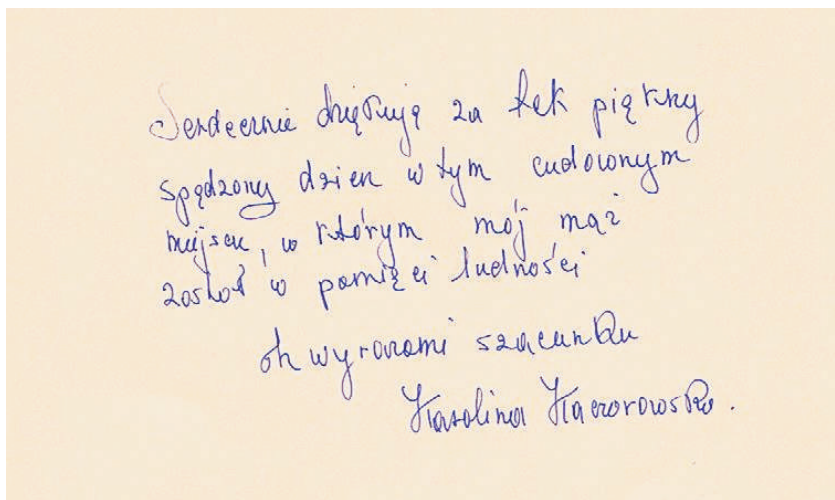 Serdecznie dziękuję za tak piękny
spędzony dzień w tym cudownym
miejscu, w którym mój mąż
został w pamięci ludności
wyrazami szacunku
Karolina Kaczorowska.